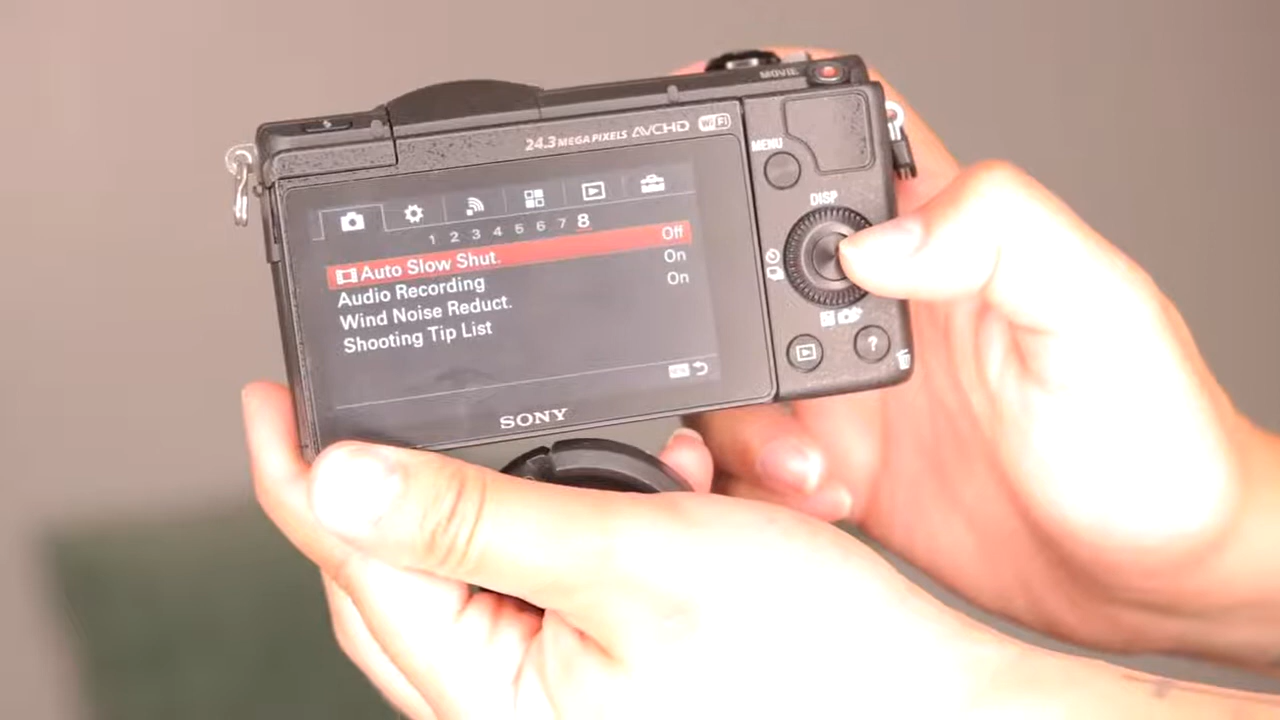 MOVIE
24.3 MEGA PIXELS AVCHD Wi Fi
MENU
DISP
1 2 3 4 5 6 7 8
Auto Slow Shut. Off
Audio Recording On
Wind Noise Reduct. On
Shooting Tip List
?
SONY